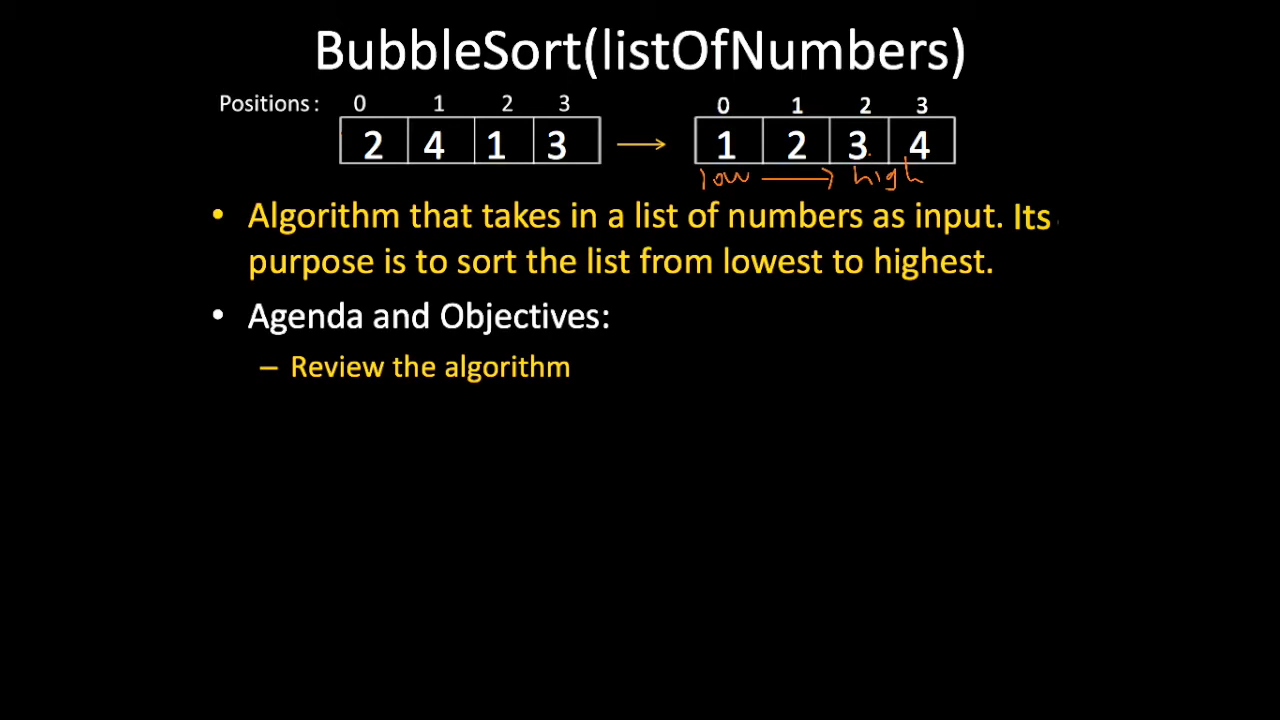 BubbleSort(listOfNumbers)
Positions: 0 1 2 3 0 1 2 3
2 4 1 3 → 1 2 3 4
low → high
• Algorithm that takes in a list of numbers as input. Its
purpose is to sort the list from lowest to highest.
• Agenda and Objectives:
– Review the algorithm